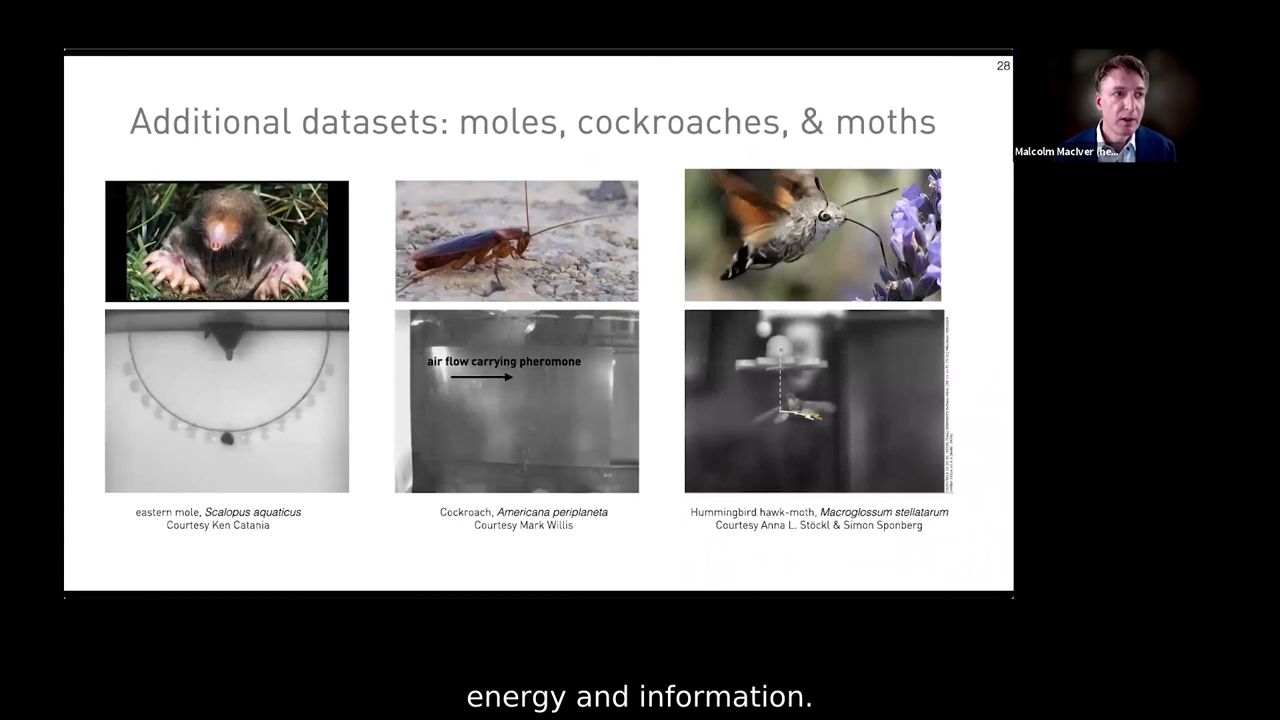 28
Additional datasets: moles, cockroaches, & moths
Malcolm MacIver (he...
air flow carrying pheromone
eastern mole, Scalopus aquaticus
Courtesy Ken Catania
Cockroach, Americana periplaneta
Courtesy Mark Willis
Hummingbird hawk-moth, Macroglossum stellatarum
Courtesy Anna L. Stöckl & Simon Sponberg
energy and information.